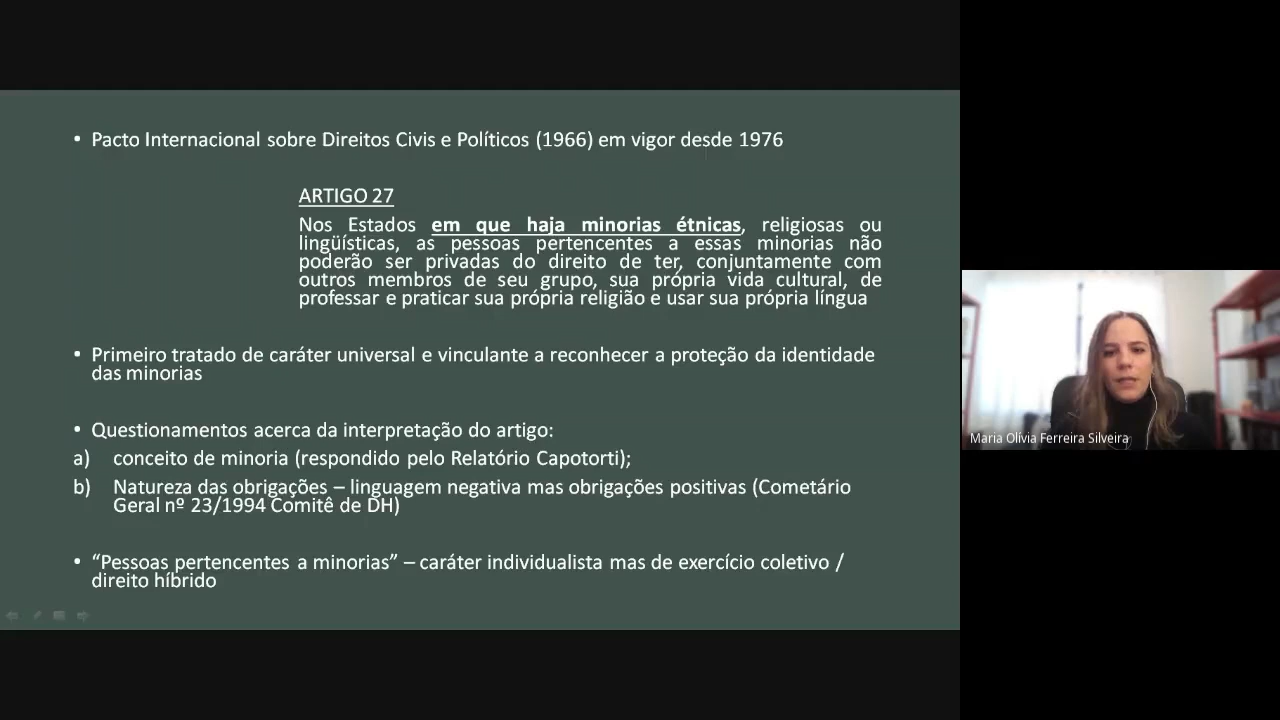 • Pacto Internacional sobre Direitos Civis e Políticos (1966) em vigor desde 1976
ARTIGO 27
Nos Estados em que haja minorias étnicas, religiosas ou
lingüísticas, as pessoas pertencentes a essas minorias não
poderão ser privadas do direito de ter, conjuntamente com
outros membros de seu grupo, sua própria vida cultural, de
professar e praticar sua própria religião e usar sua própria língua
• Primeiro tratado de caráter universal e vinculante a reconhecer a proteção da identidade
das minorias
• Questionamentos acerca da interpretação do artigo:
a) conceito de minoria (respondido pelo Relatório Capotorti);
b) Natureza das obrigações – linguagem negativa mas obrigações positivas (Cometário
Geral nº 23/1994 Comitê de DH)
• “Pessoas pertencentes a minorias” – caráter individualista mas de exercício coletivo /
direito híbrido
Maria Olívia Ferreira Silveira